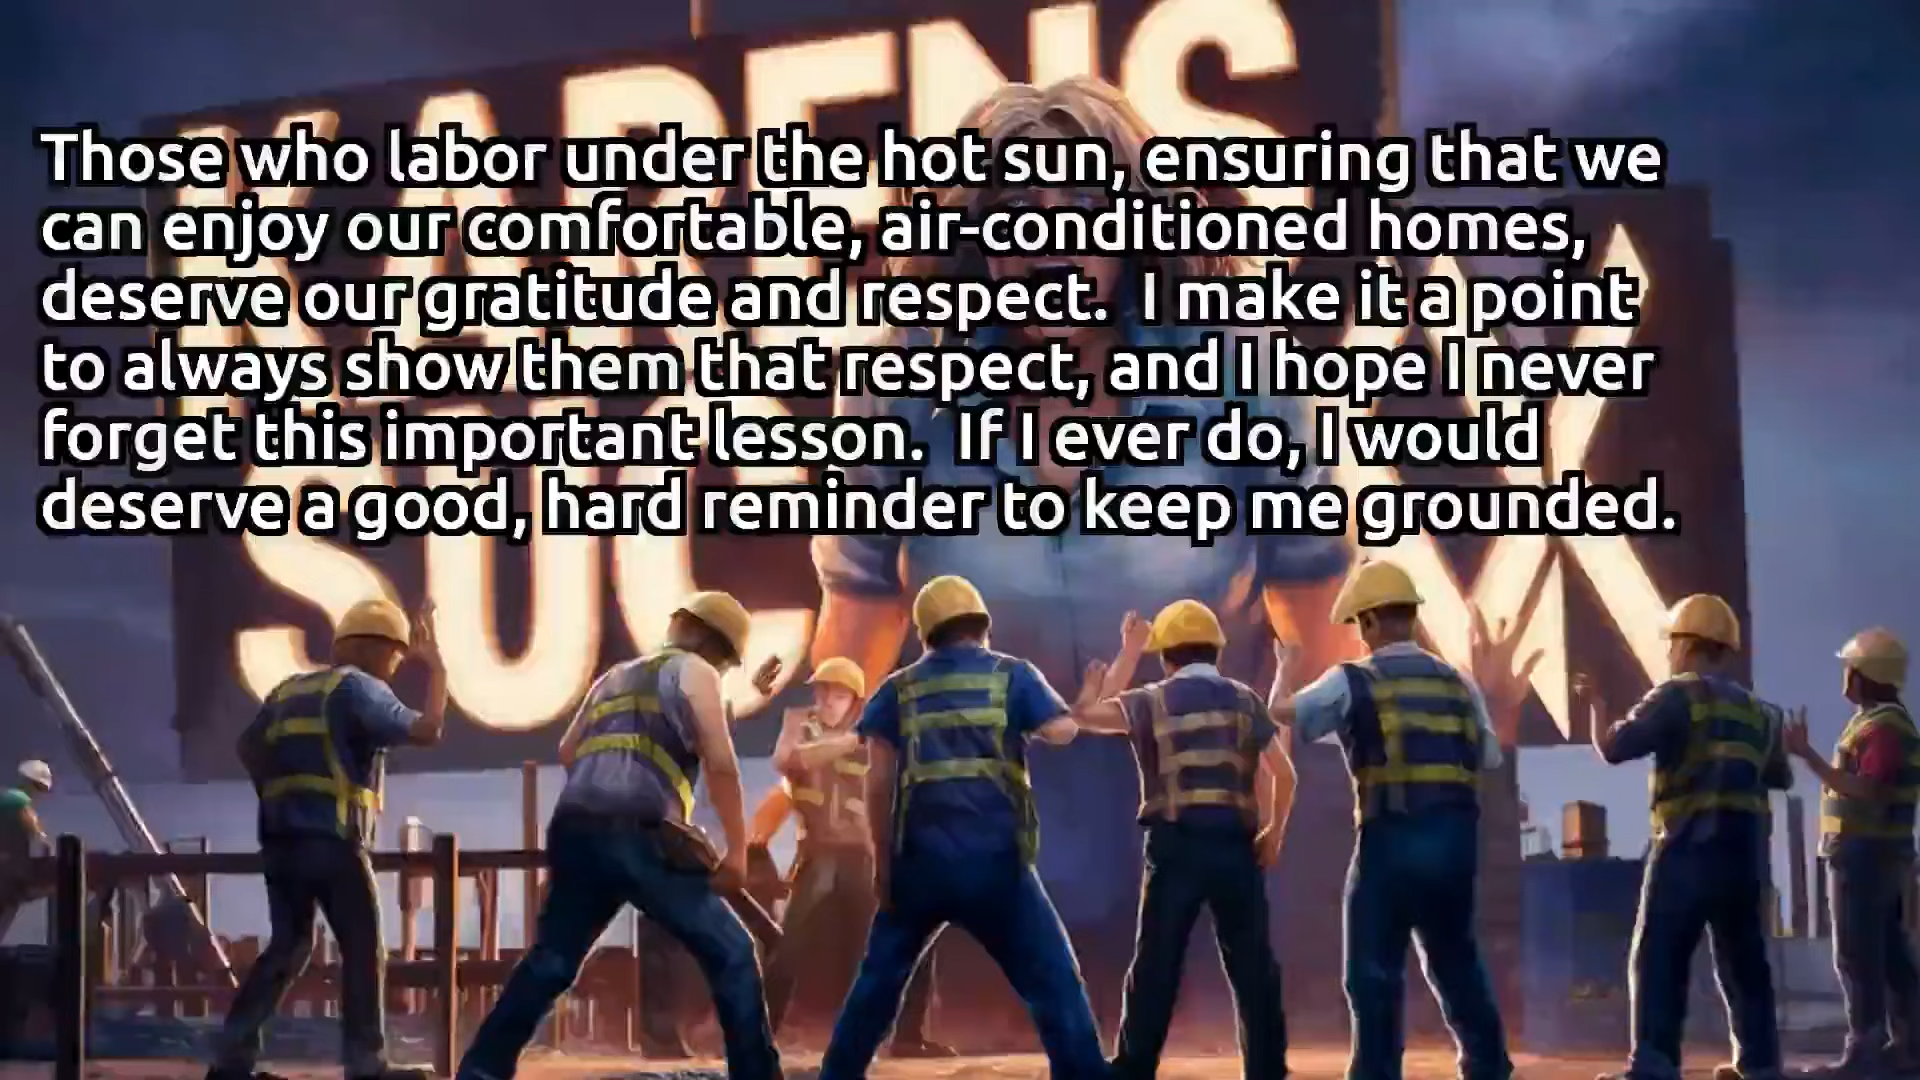 KARENS
Those who labor under the hot sun, ensuring that we
can enjoy our comfortable, air-conditioned homes,
deserve our gratitude and respect.  I make it a point
to always show them that respect, and I hope I never
forget this important lesson.  If I ever do, I would
deserve a good, hard reminder to keep me grounded.
SUC